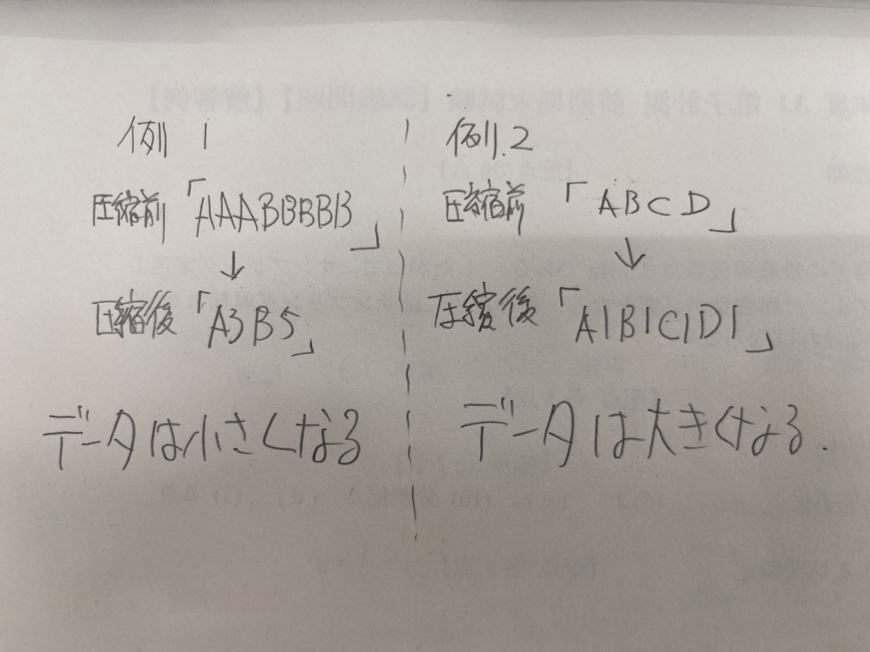 例 1
圧縮前「AAABBBBB」
↓
圧縮後「A3B5」
データは小さくなる
例.2
圧縮前「ABCD」
↓
圧縮後「A1B1C1D1」
データは大きくなる.